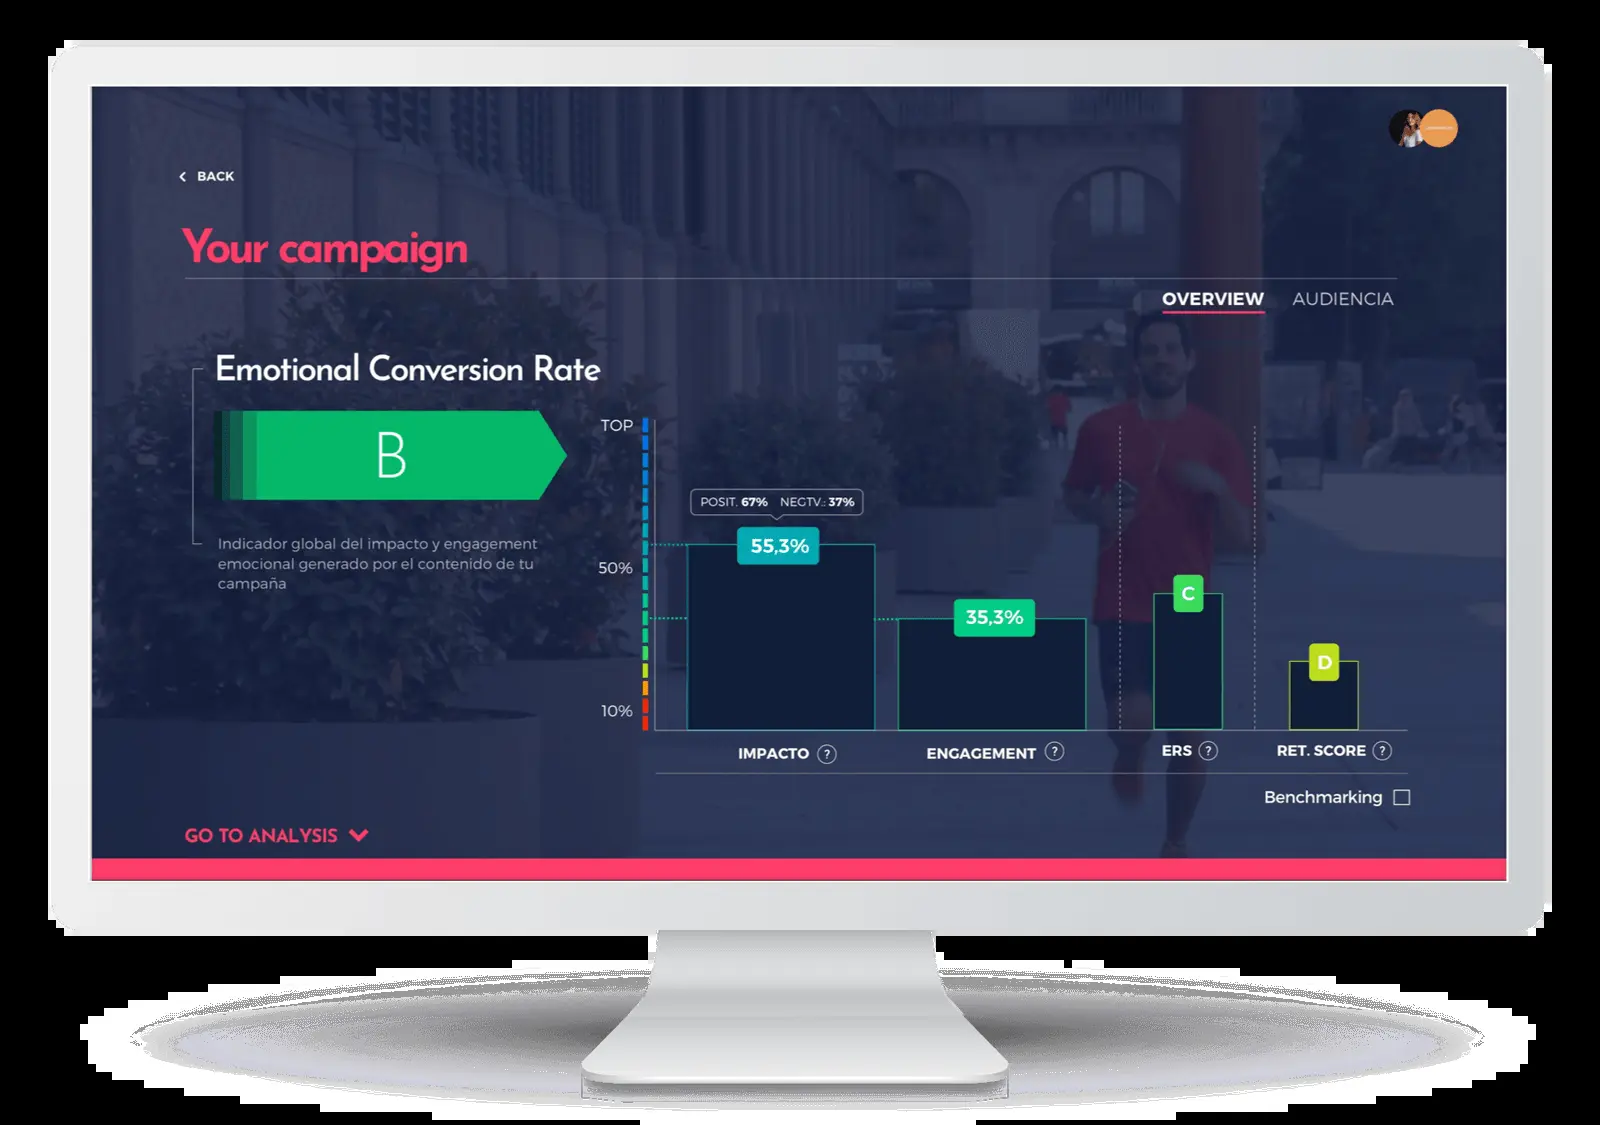 BACK
Your campaign
OVERVIEW AUDIENCIA
Emotional Conversion Rate
B
Indicador global del impacto y engagement
emocional generado por el contenido de tu
campaña
TOP
50%
10%
POSIT. 67% NEGTV.: 37%
55,3%
35,3%
C
D
IMPACTO ?
ENGAGEMENT ?
ERS ?
RET. SCORE ?
Benchmarking
GO TO ANALYSIS